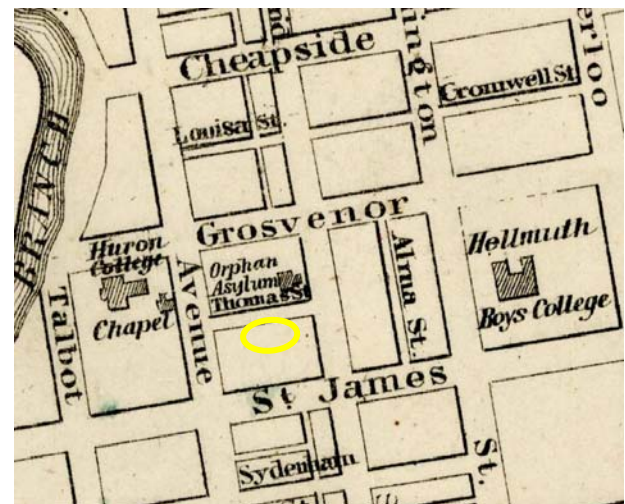 Cheapside
erloo
ington
Cromwell St.
Louisa St
BRANCH
Grosvenor
Huron
College
Chapel
Talbot
Avenue
Orphan
Asylum
Thomas St
Alma St.
Hellmuth
Boys College
St James
St.
Sydenham